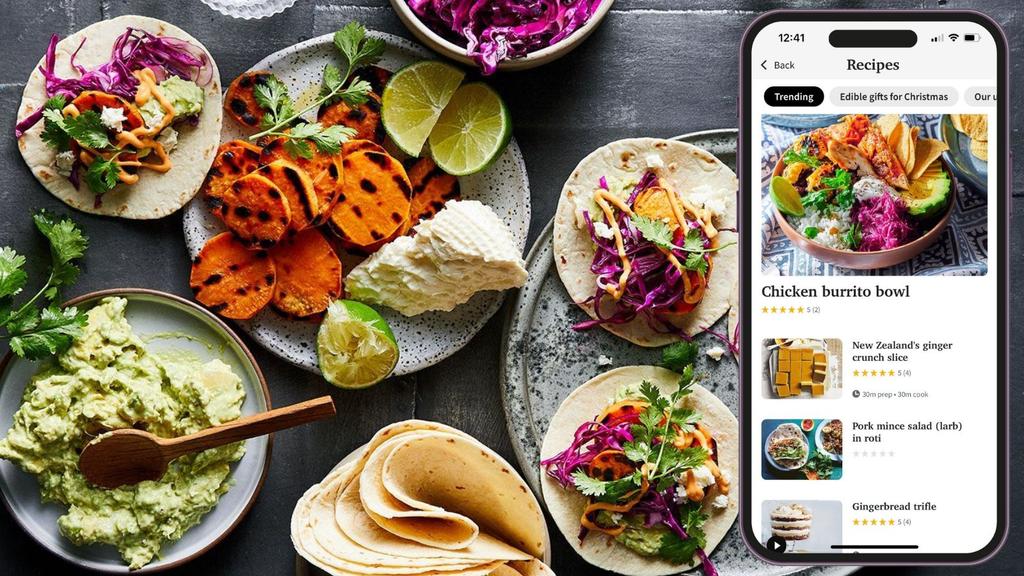 12:41
Back
Recipes
Trending
Edible gifts for Christmas
Our
Chicken burrito bowl
5 (2)
New Zealand's ginger
crunch slice
5 (4)
30m prep • 30m cook
Pork mince salad (larb)
in roti
Gingerbread trifle
5 (4)